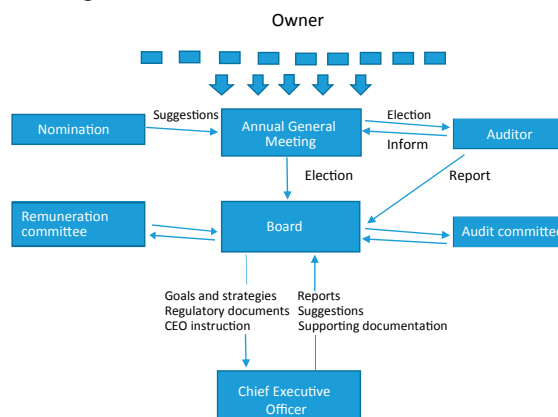 Owner
Suggestions
Nomination
Annual General
Meeting
Election
Inform
Auditor
Election
Report
Remuneration
committee
Board
Audit committee
Goals and strategies
Regulatory documents
CEO instruction
Reports
Suggestions
Supporting documentation
Chief Executive
Officer